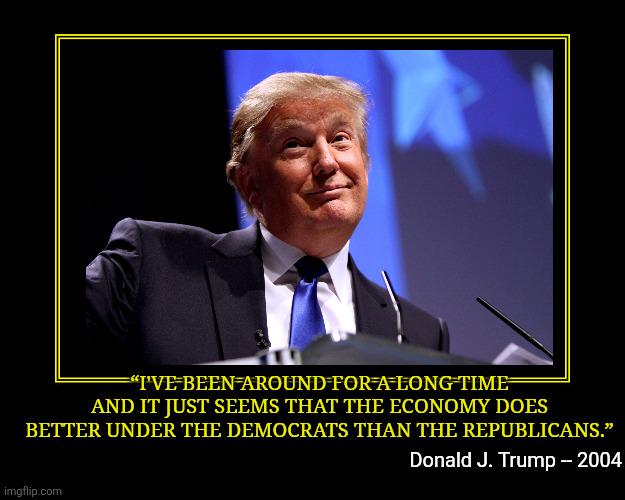 “I'VE BEEN AROUND FOR A LONG TIME
AND IT JUST SEEMS THAT THE ECONOMY DOES
BETTER UNDER THE DEMOCRATS THAN THE REPUBLICANS.”
Donald J. Trump -- 2004
imgflip.com